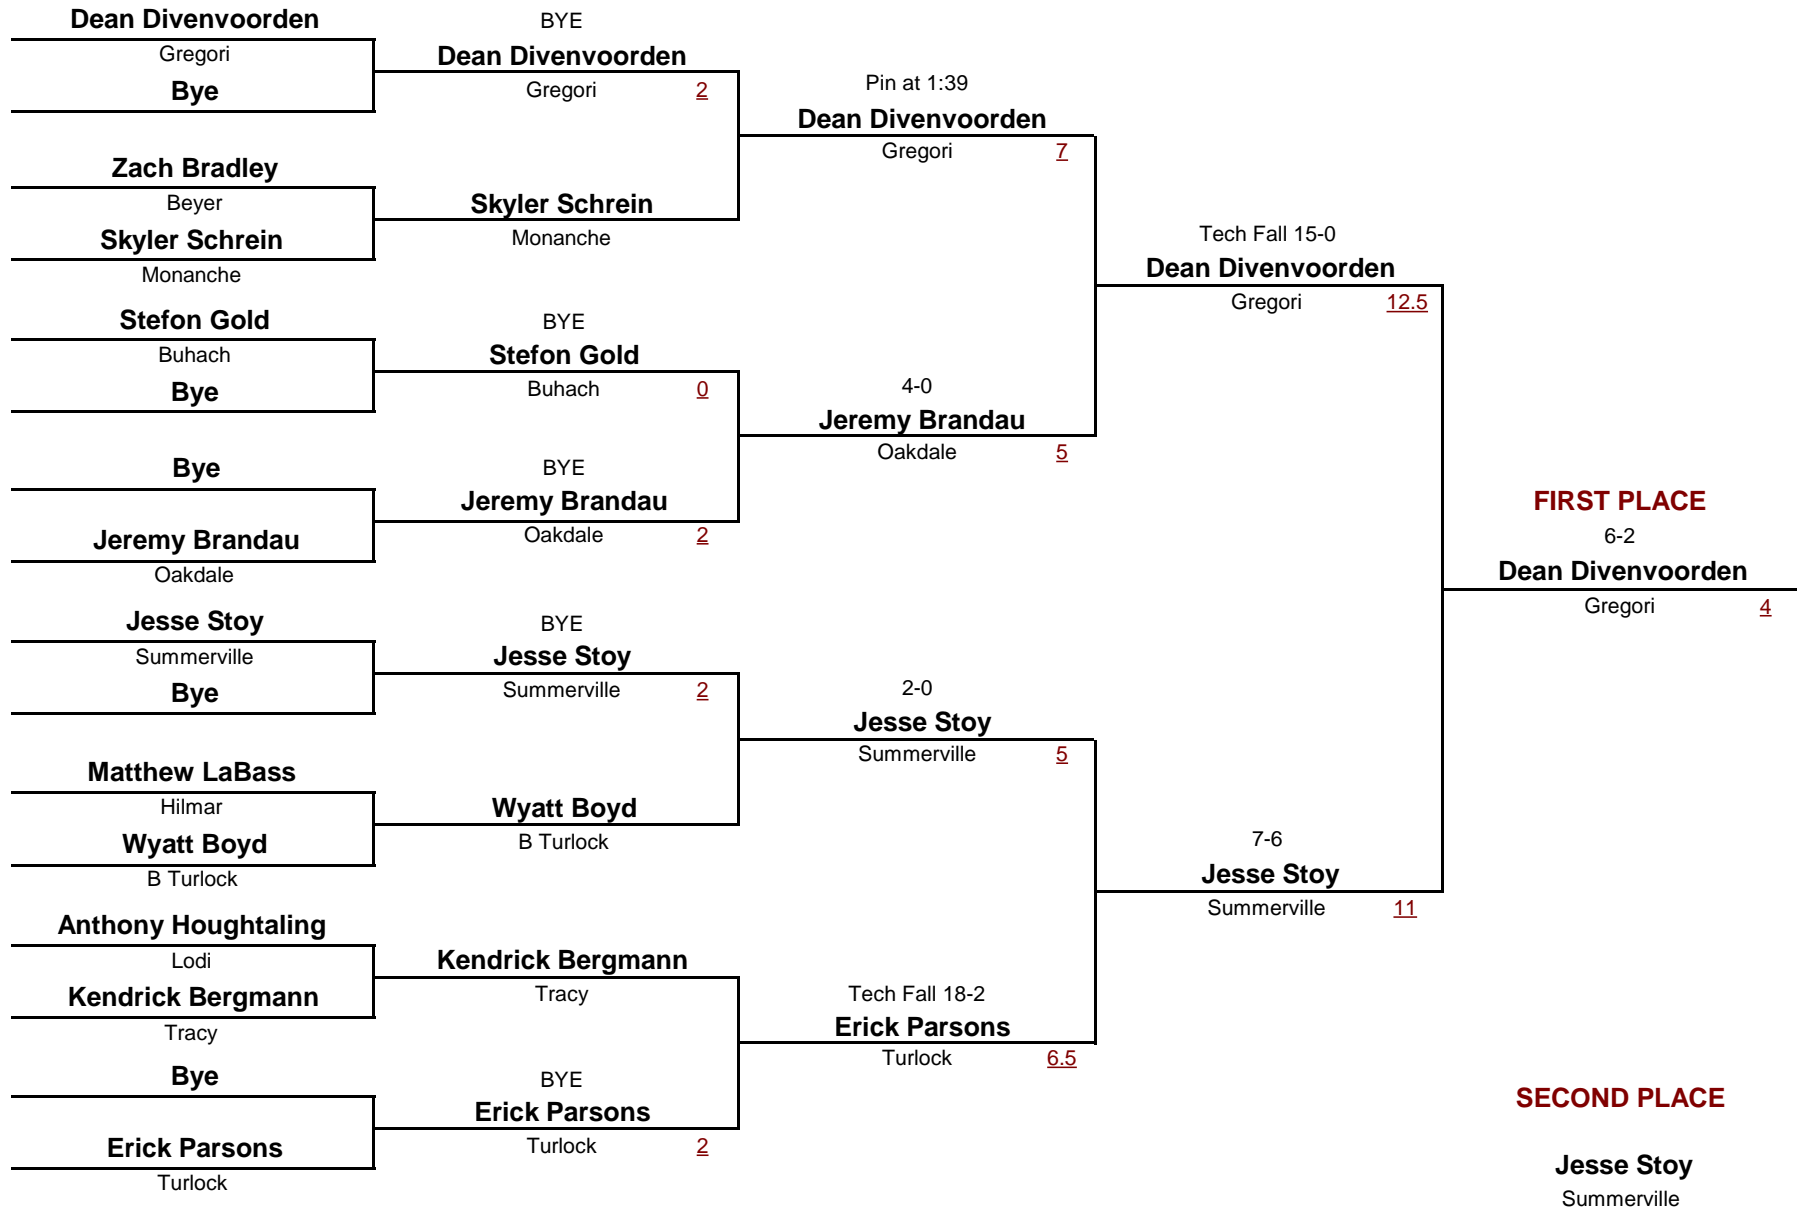 Dean Divenvoorden
Gregori
Bye
Zach Bradley
Beyer
Skyler Schrein
Monanche
Stefon Gold
Buhach
Bye
Bye
Jeremy Brandau
Oakdale
Jesse Stoy
Summerville
Bye
Matthew LaBass
Hilmar
Wyatt Boyd
B Turlock
Anthony Houghtaling
Lodi
Kendrick Bergmann
Tracy
Bye
Erick Parsons
Turlock
BYE
Dean Divenvoorden
Gregori 2
Skyler Schrein
Monanche
BYE
Stefon Gold
Buhach 0
BYE
Jeremy Brandau
Oakdale 2
BYE
Jesse Stoy
Summerville 2
Wyatt Boyd
B Turlock
Kendrick Bergmann
Tracy
BYE
Erick Parsons
Turlock 2
Pin at 1:39
Dean Divenvoorden
Gregori 7
4-0
Jeremy Brandau
Oakdale 5
2-0
Jesse Stoy
Summerville 5
Tech Fall 18-2
Erick Parsons
Turlock 6.5
Tech Fall 15-0
Dean Divenvoorden
Gregori 12.5
7-6
Jesse Stoy
Summerville 11
FIRST PLACE
6-2
Dean Divenvoorden
Gregori 4
SECOND PLACE
Jesse Stoy
Summerville